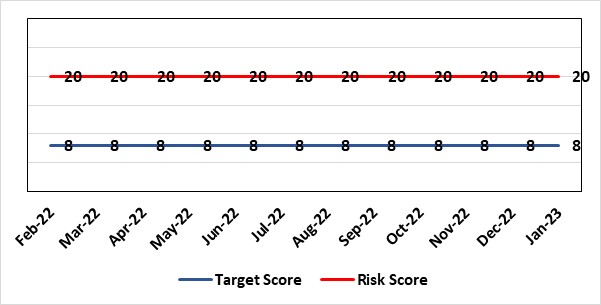 20 20 20 20 20 20 20 20 20 20 20 20
8 8 8 8 8 8 8 8 8 8 8 8
Feb-22 Mar-22 Apr-22 May-22 Jun-22 Jul-22 Aug-22 Sep-22 Oct-22 Nov-22 Dec-22 Jan-23
Target Score Risk Score